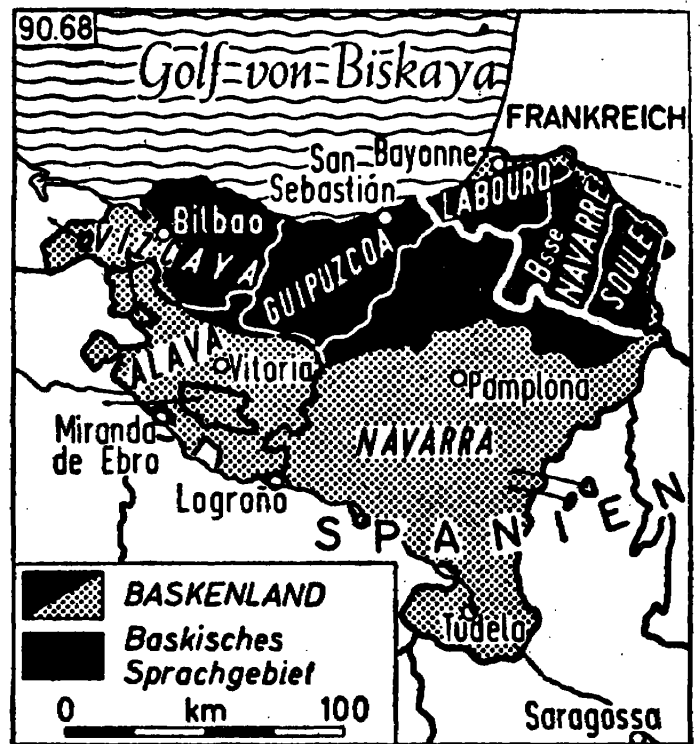 90.68
Golf von Biskaya
FRANKREICH
San Bayonne
Sebastián
LABOURD
Bilbao
VIZCAYA
GUIPUZCOA
Bsse NAVARRE
SOULE
ALAVA
Vitoria
Pamplona
Miranda
de Ebro
NAVARRA
Logroño
SPANIEN
BASKENLAND
Tudela
Baskisches
Sprachgebiet
0 km 100
Saragossa